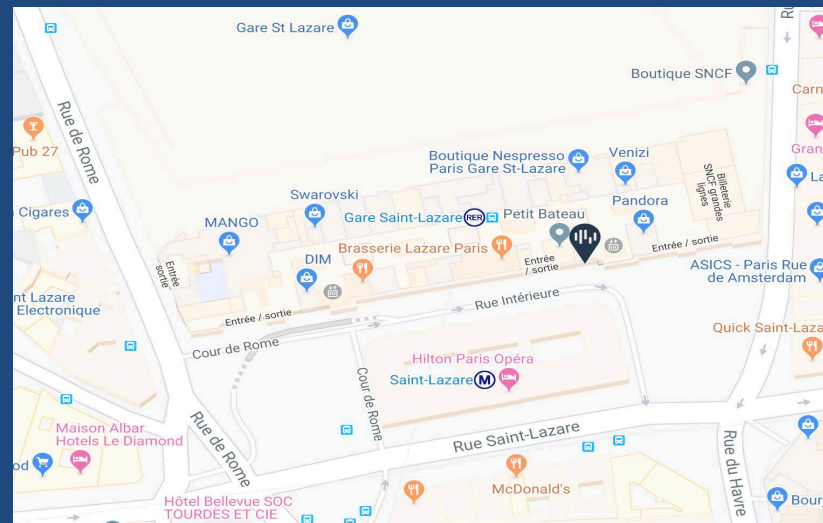 Gare St Lazare
Boutique SNCF
Rue de Rome
Carn
Pub 27
Gran
Boutique Nespresso
Paris Gare St-Lazare
Venizi
Billeterie
SNCF grandes
lignes
La
Swarovski
Pandora
Cigares
MANGO
Gare Saint-Lazare
RER
Petit Bateau
Brasserie Lazare Paris
Entrée / sortie
Entrée
/ sortie
Entrée
sortie
DIM
ASICS - Paris Rue
de Amsterdam
nt Lazare
Electronique
Rue Intérieure
Entrée / sortie
Quick Saint-Laza
Cour de Rome
Hilton Paris Opéra
Saint-Lazare
M
Cour de Rome
Maison Albar
Hotels Le Diamond
Rue de Rome
Rue Saint-Lazare
Rue du Havre
od
McDonald's
Hôtel Bellevue SOC
TOURDES ET CIE
Bour